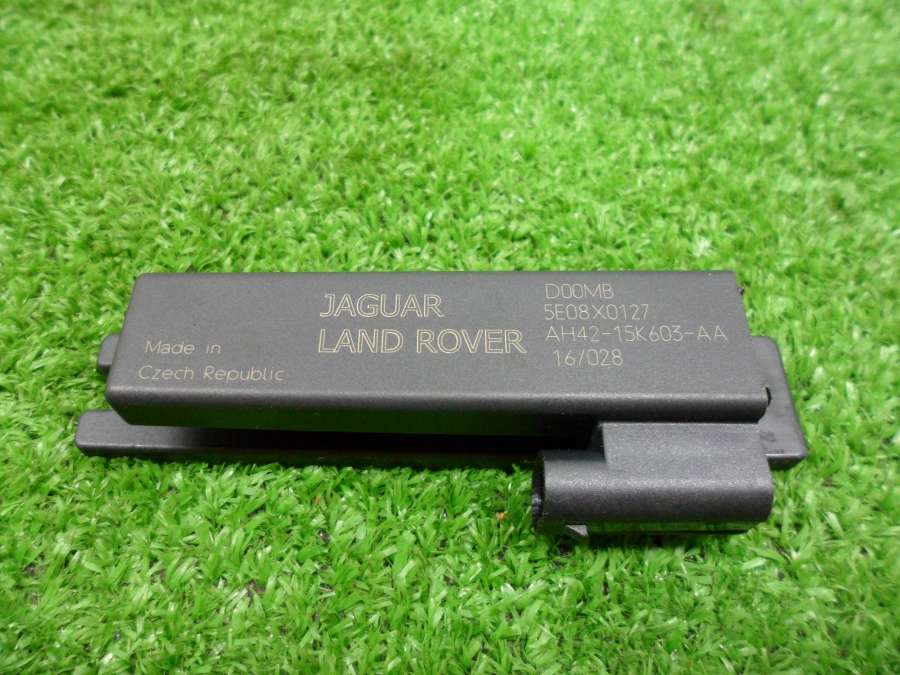 Made in
Czech Republic
JAGUAR
LAND ROVER
D00MB
5E08X0127
AH42-15K603-AA
16/028